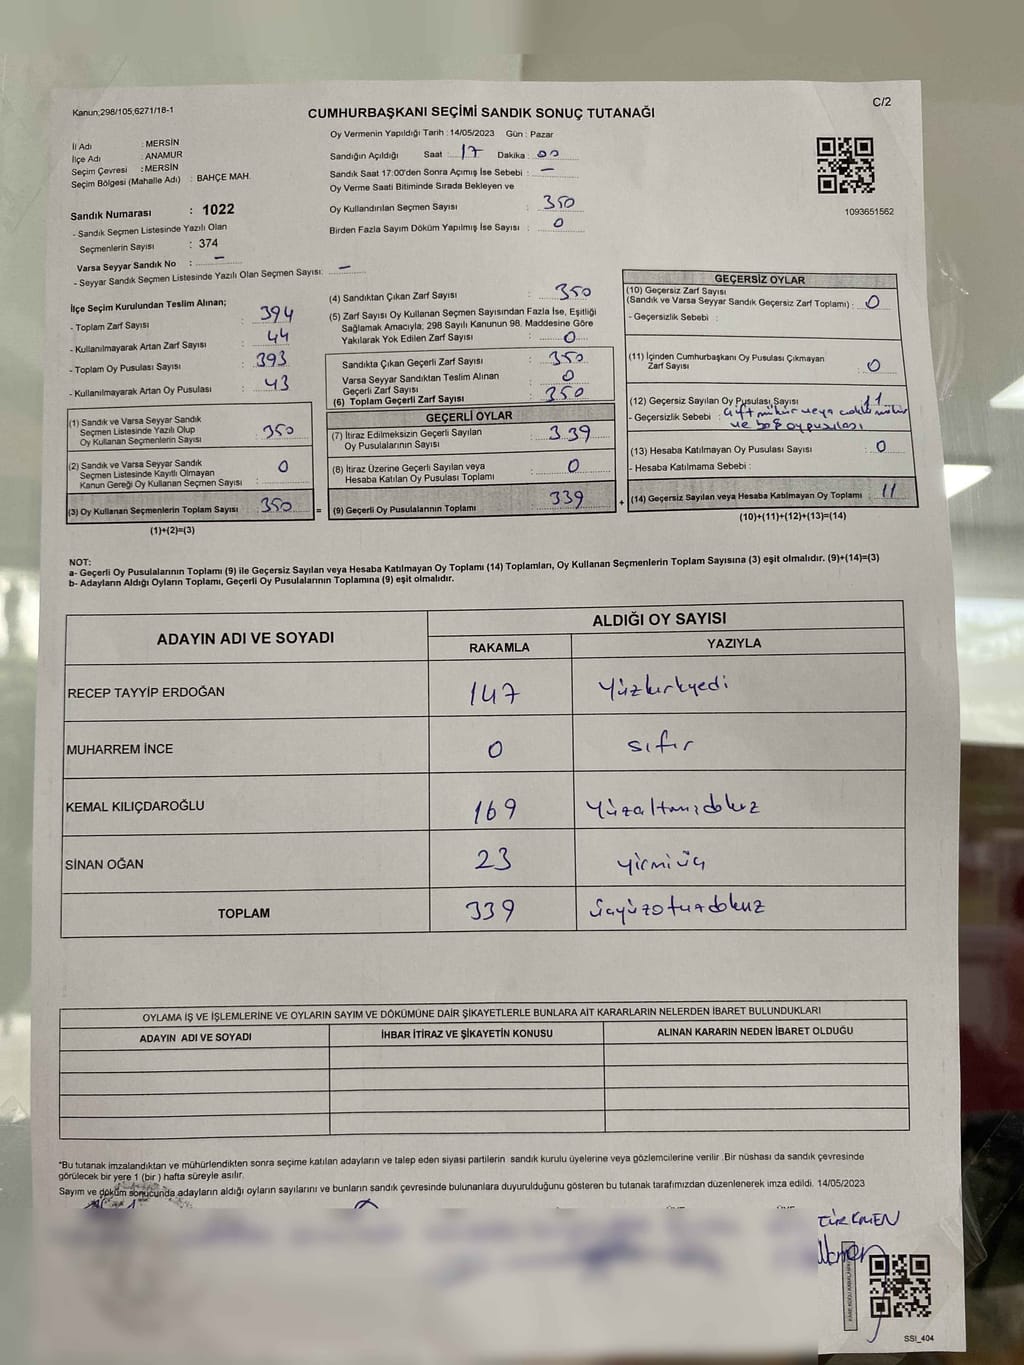 Kanun;298/105;6271/18-1
C/2
CUMHURBAŞKANI SEÇİMİ SANDIK SONUÇ TUTANAĞI
İl Adı : MERSİN
İlçe Adı : ANAMUR
Seçim Çevresi : MERSİN
Seçim Bölgesi (Mahalle Adı) : BAHÇE MAH.
Sandık Numarası : 1022
- Sandık Seçmen Listesinde Yazılı Olan
Seçmenlerin Sayısı : 374
Varsa Seyyar Sandık No : –
- Seyyar Sandık Seçmen Listesinde Yazılı Olan Seçmen Sayısı: –
Oy Vermenin Yapıldığı Tarih : 14/05/2023 Gün : Pazar
Sandığın Açıldığı Saat : 17 Dakika : 00
Sandık Saat 17:00'den Sonra Açımış İse Sebebi : –
Oy Verme Saati Bitiminde Sırada Bekleyen ve
Oy Kullandırılan Seçmen Sayısı : 350
Birden Fazla Sayım Döküm Yapılmış İse Sayısı : 0
1093651562
İlçe Seçim Kurulundan Teslim Alınan;
- Toplam Zarf Sayısı : 394
- Kullanılmayarak Artan Zarf Sayısı : 44
- Toplam Oy Pusulası Sayısı : 393
- Kullanılmayarak Artan Oy Pusulası : 43
(1) Sandık ve Varsa Seyyar Sandık
Seçmen Listesinde Yazılı Olup
Oy Kullanan Seçmenlerin Sayısı : 350
(2) Sandık ve Varsa Seyyar Sandık
Seçmen Listesinde Kayıtlı Olmayan
Kanun Gereği Oy Kullanan Seçmen Sayısı : 0
(3) Oy Kullanan Seçmenlerin Toplam Sayısı : 350 =
(1)+(2)=(3)
(4) Sandıktan Çıkan Zarf Sayısı : 350
(5) Zarf Sayısı Oy Kullanan Seçmen Sayısından Fazla İse, Eşitliği
Sağlamak Amacıyla; 298 Sayılı Kanunun 98. Maddesine Göre
Yakılarak Yok Edilen Zarf Sayısı : 0
Sandıkta Çıkan Geçerli Zarf Sayısı : 350
Varsa Seyyar Sandıktan Teslim Alınan
Geçerli Zarf Sayısı : 0
(6) Toplam Geçerli Zarf Sayısı : 350
GEÇERLİ OYLAR
(7) İtiraz Edilmeksizin Geçerli Sayılan
Oy Pusulalarının Sayısı : 339
(8) İtiraz Üzerine Geçerli Sayılan veya
Hesaba Katılan Oy Pusulası Toplamı : 0
(9) Geçerli Oy Pusulalarının Toplamı : 339 +
GEÇERSİZ OYLAR
(10) Geçersiz Zarf Sayısı
(Sandık ve Varsa Seyyar Sandık Geçersiz Zarf Toplamı) : 0
- Geçersizlik Sebebi :
(11) İçinden Cumhurbaşkanı Oy Pusulası Çıkmayan
Zarf Sayısı : 0
(12) Geçersiz Sayılan Oy Pusulası Sayısı : 11
- Geçersizlik Sebebi : çift mühür veya mühür
ve boş oy pusulası
(13) Hesaba Katılmayan Oy Pusulası Sayısı : 0
- Hesaba Katılmama Sebebi :
(14) Geçersiz Sayılan veya Hesaba Katılmayan Oy Toplamı : 11
(10)+(11)+(12)+(13)=(14)
NOT:
a- Geçerli Oy Pusulalarının Toplamı (9) ile Geçersiz Sayılan veya Hesaba Katılmayan Oy Toplamı (14) Toplamları, Oy Kullanan Seçmenlerin Toplam Sayısına (3) eşit olmalıdır. (9)+(14)=(3)
b- Adayların Aldığı Oyların Toplamı, Geçerli Oy Pusulalarının Toplamına (9) eşit olmalıdır.
ADAYIN ADI VE SOYADI
ALDIĞI OY SAYISI
RAKAMLA YAZIYLA
RECEP TAYYİP ERDOĞAN 147 Yüzkırkyedi
MUHARREM İNCE 0 sıfır
KEMAL KILIÇDAROĞLU 169 Yüzaltmışdokuz
SİNAN OĞAN 23 yirmiüç
TOPLAM 339 üçyüzotuzdokuz
OYLAMA İŞ VE İŞLEMLERİNE VE OYLARIN SAYIM VE DÖKÜMÜNE DAİR ŞİKAYETLERLE BUNLARA AİT KARARLARIN NELERDEN İBARET BULUNDUKLARI
ADAYIN ADI VE SOYADI İHBAR İTİRAZ VE ŞİKAYETİN KONUSU ALINAN KARARIN NEDEN İBARET OLDUĞU
*Bu tutanak imzalandıktan ve mühürlendikten sonra seçime katılan adayların ve talep eden siyasi partilerin sandık kurulu üyelerine veya gözlemcilerine verilir .Bir nüshası da sandık çevresinde
görülecek bir yere 1 (bir ) hafta süreyle asılır.
Sayım ve döküm sonucunda adayların aldığı oyların sayılarını ve bunların sandık çevresinde bulunanlara duyurulduğunu gösteren bu tutanak tarafımızdan düzenlenerek imza edildi. 14/05/2023
TÜRKMEN
SSI_404